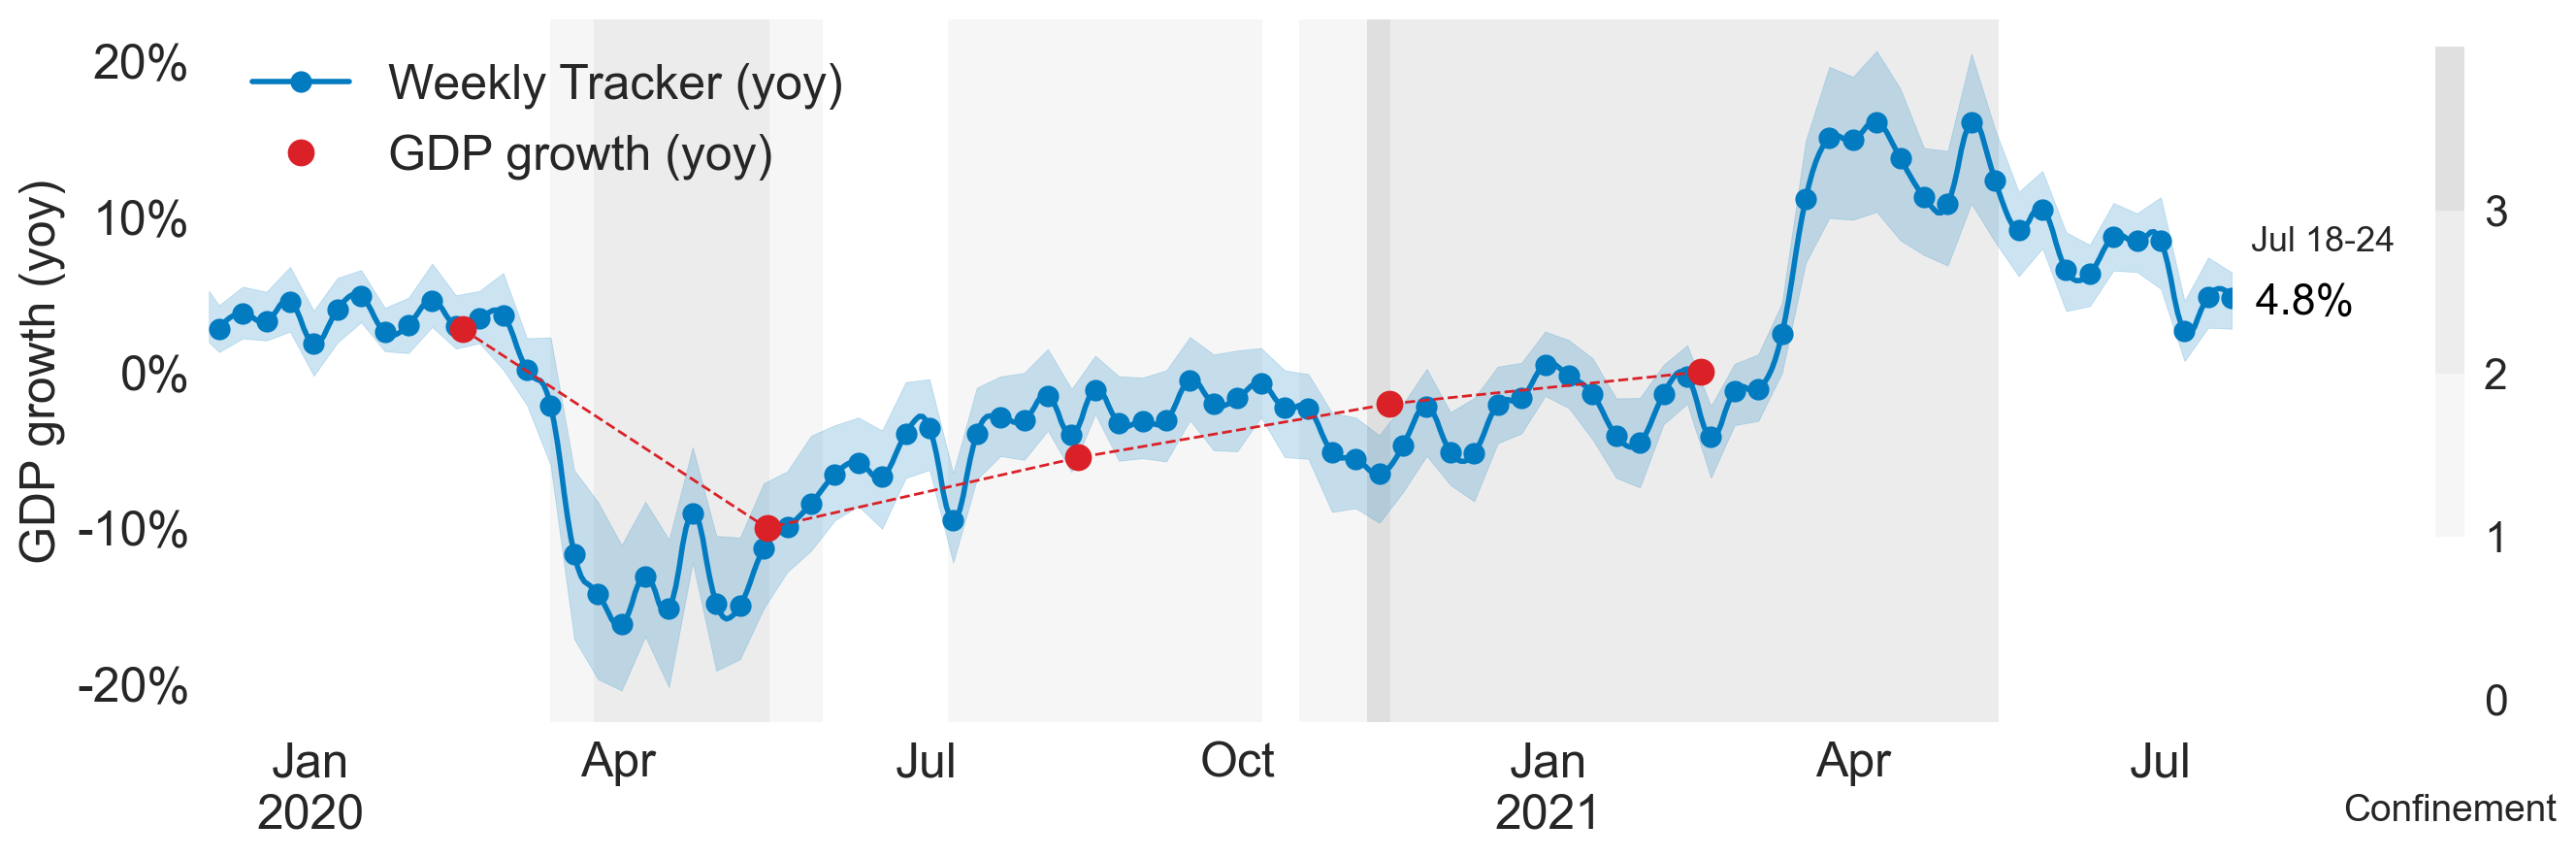 20%
10%
0%
-10%
-20%
GDP growth (yoy)
Weekly Tracker (yoy)
GDP growth (yoy)
Jul 18-24
4.8%
3
2
1
0
Jan
2020
Apr
Jul
Oct
Jan
2021
Apr
Jul
Confinement